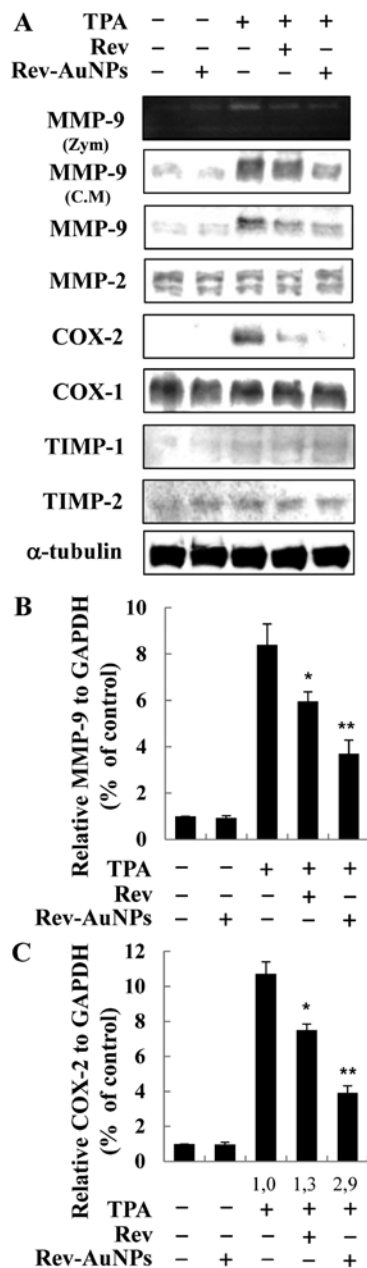 A
TPA − − + + +
Rev − − − + −
Rev-AuNPs − + − − +
MMP-9
(Zym)
MMP-9
(C.M)
MMP-9
MMP-2
COX-2
COX-1
TIMP-1
TIMP-2
α-tubulin
B
Relative MMP-9 to GAPDH
(% of control)
10
8
6
4
2
0
*
**
TPA − − + + +
Rev − − − + −
Rev-AuNPs − + − − +
C
Relative COX-2 to GAPDH
(% of control)
12
10
8
6
4
2
0
*
**
1,0 1,3 2,9
TPA − − + + +
Rev − − − + −
Rev-AuNPs − + − − +